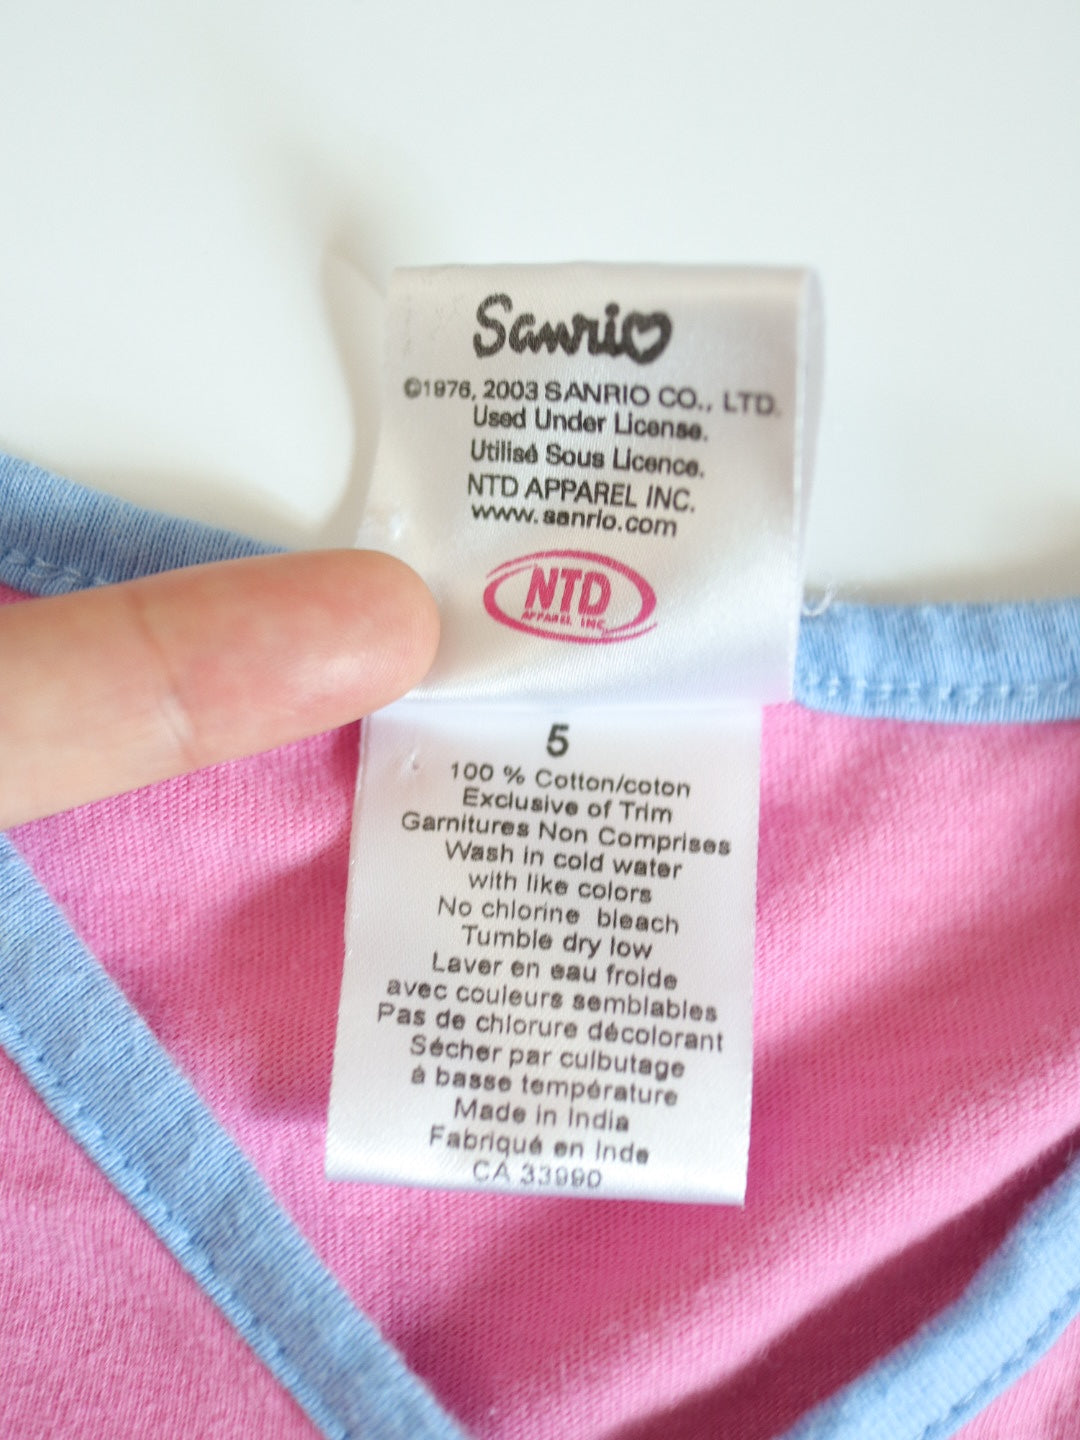 Sanrio
©1976, 2003 SANRIO CO., LTD.
Used Under License.
Utilisé Sous Licence.
NTD APPAREL INC.
www.sanrio.com
NTD
APPAREL INC.
5
100 % Cotton/coton
Exclusive of Trim
Garnitures Non Comprises
Wash in cold water
with like colors
No chlorine bleach
Tumble dry low
Laver en eau froide
avec couleurs semblables
Pas de chlorure décolorant
Sécher par culbutage
à basse température
Made in India
Fabriqué en Inde
CA 33990